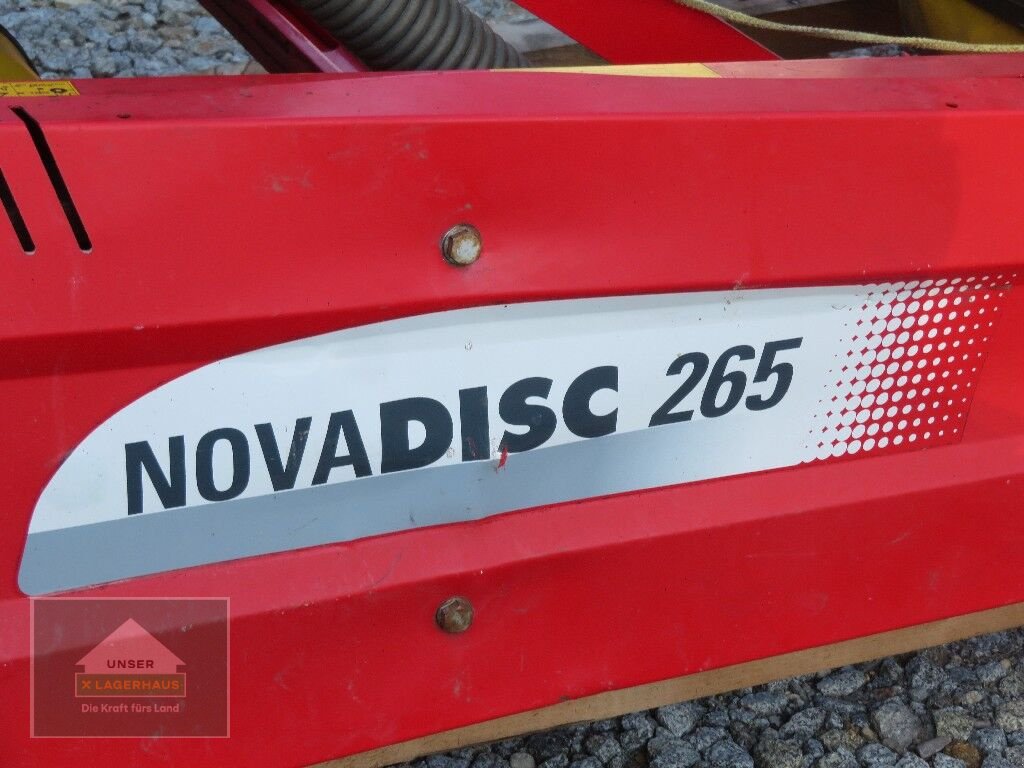 NOVADISC 265
UNSER
X LAGERHAUS
Die Kraft fürs Land